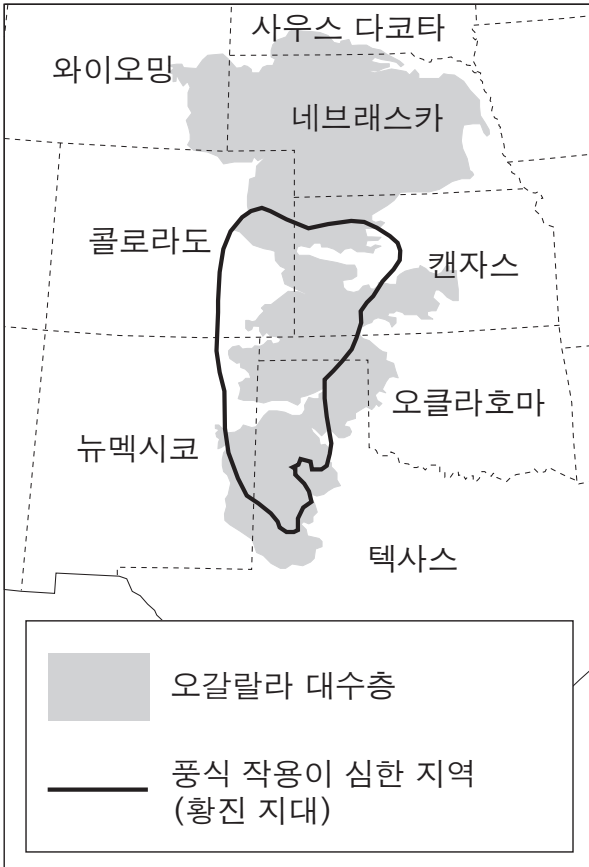 사우스 다코타
와이오밍
네브래스카
콜로라도
캔자스
오클라호마
뉴멕시코
텍사스
오갈랄라 대수층
풍식 작용이 심한 지역
(황진 지대)